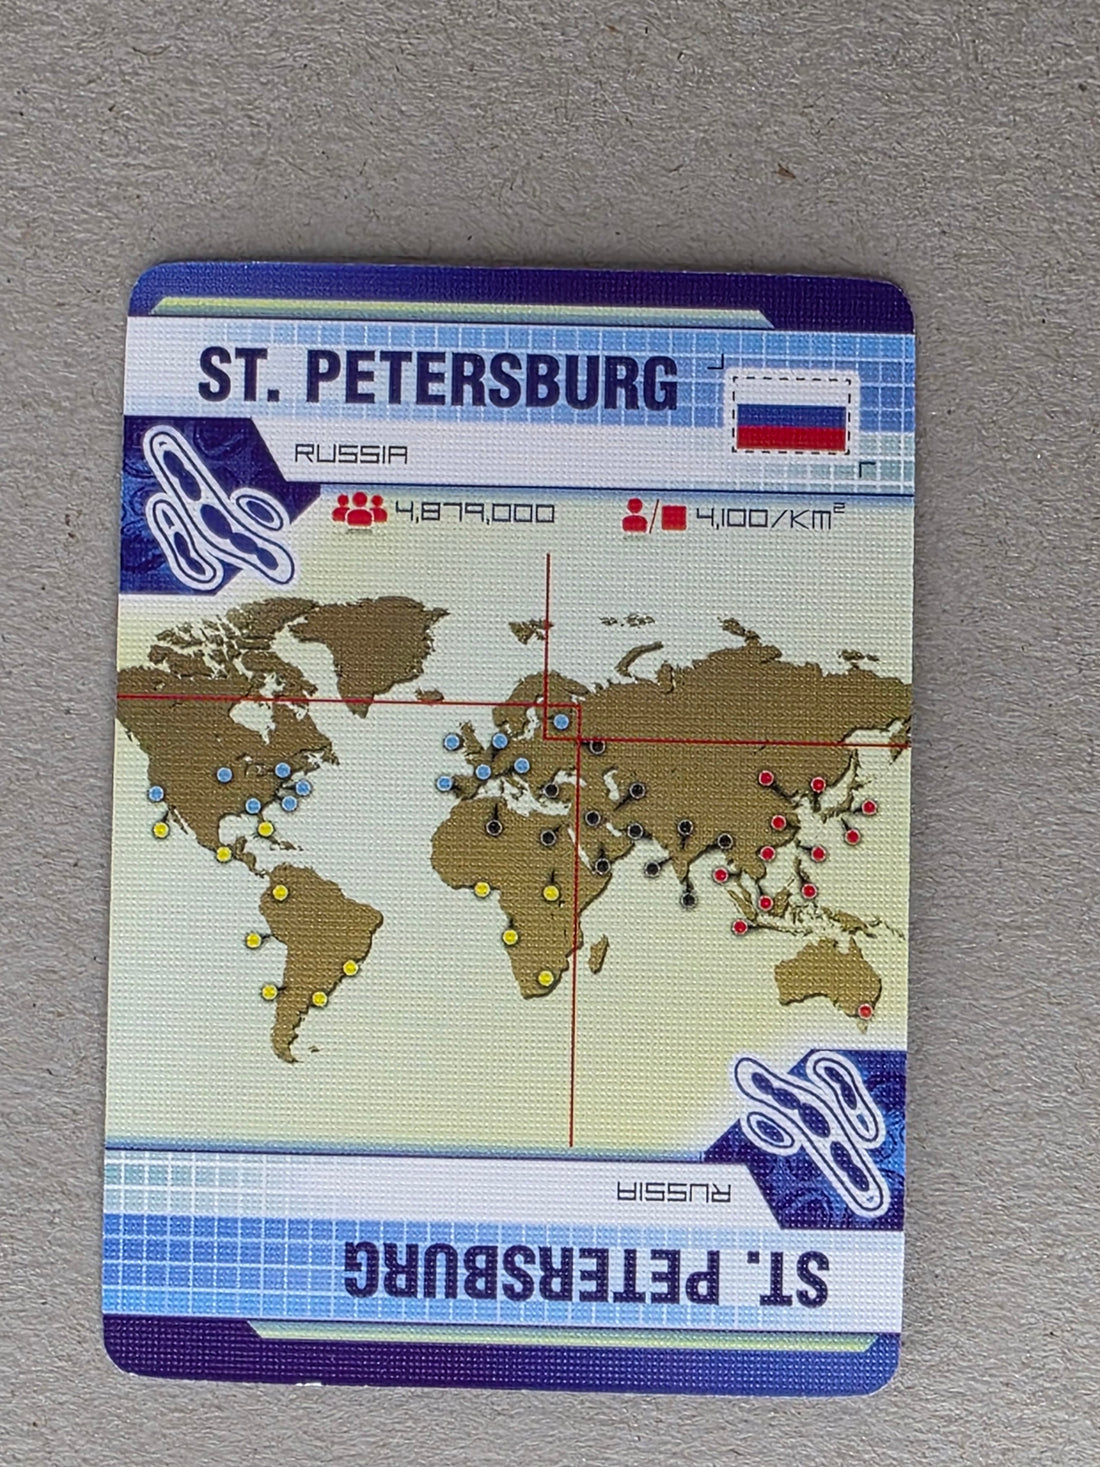 ST. PETERSBURG
RUSSIA
4,879,000 4,100/KM²
RUSSIA
ST. PETERSBURG